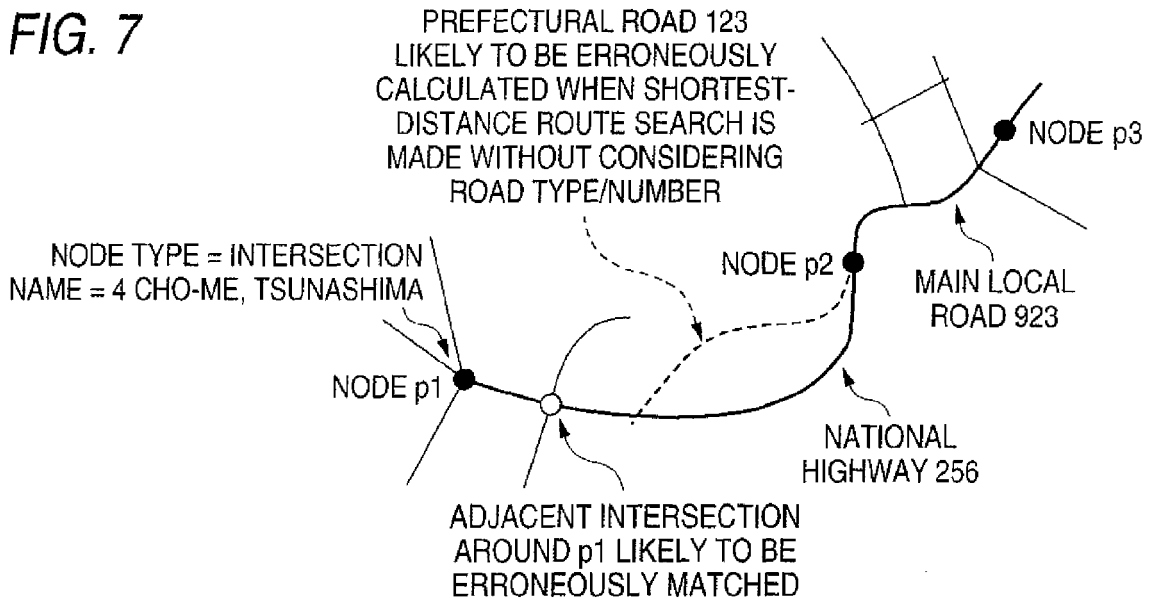 FIG. 7
PREFECTURAL ROAD 123
LIKELY TO BE ERRONEOUSLY
CALCULATED WHEN SHORTEST-
DISTANCE ROUTE SEARCH IS
MADE WITHOUT CONSIDERING
ROAD TYPE/NUMBER
NODE p3
NODE TYPE = INTERSECTION
NAME = 4 CHO-ME, TSUNASHIMA
NODE p2
MAIN LOCAL
ROAD 923
NODE p1
NATIONAL
HIGHWAY 256
ADJACENT INTERSECTION
AROUND p1 LIKELY TO BE
ERRONEOUSLY MATCHED